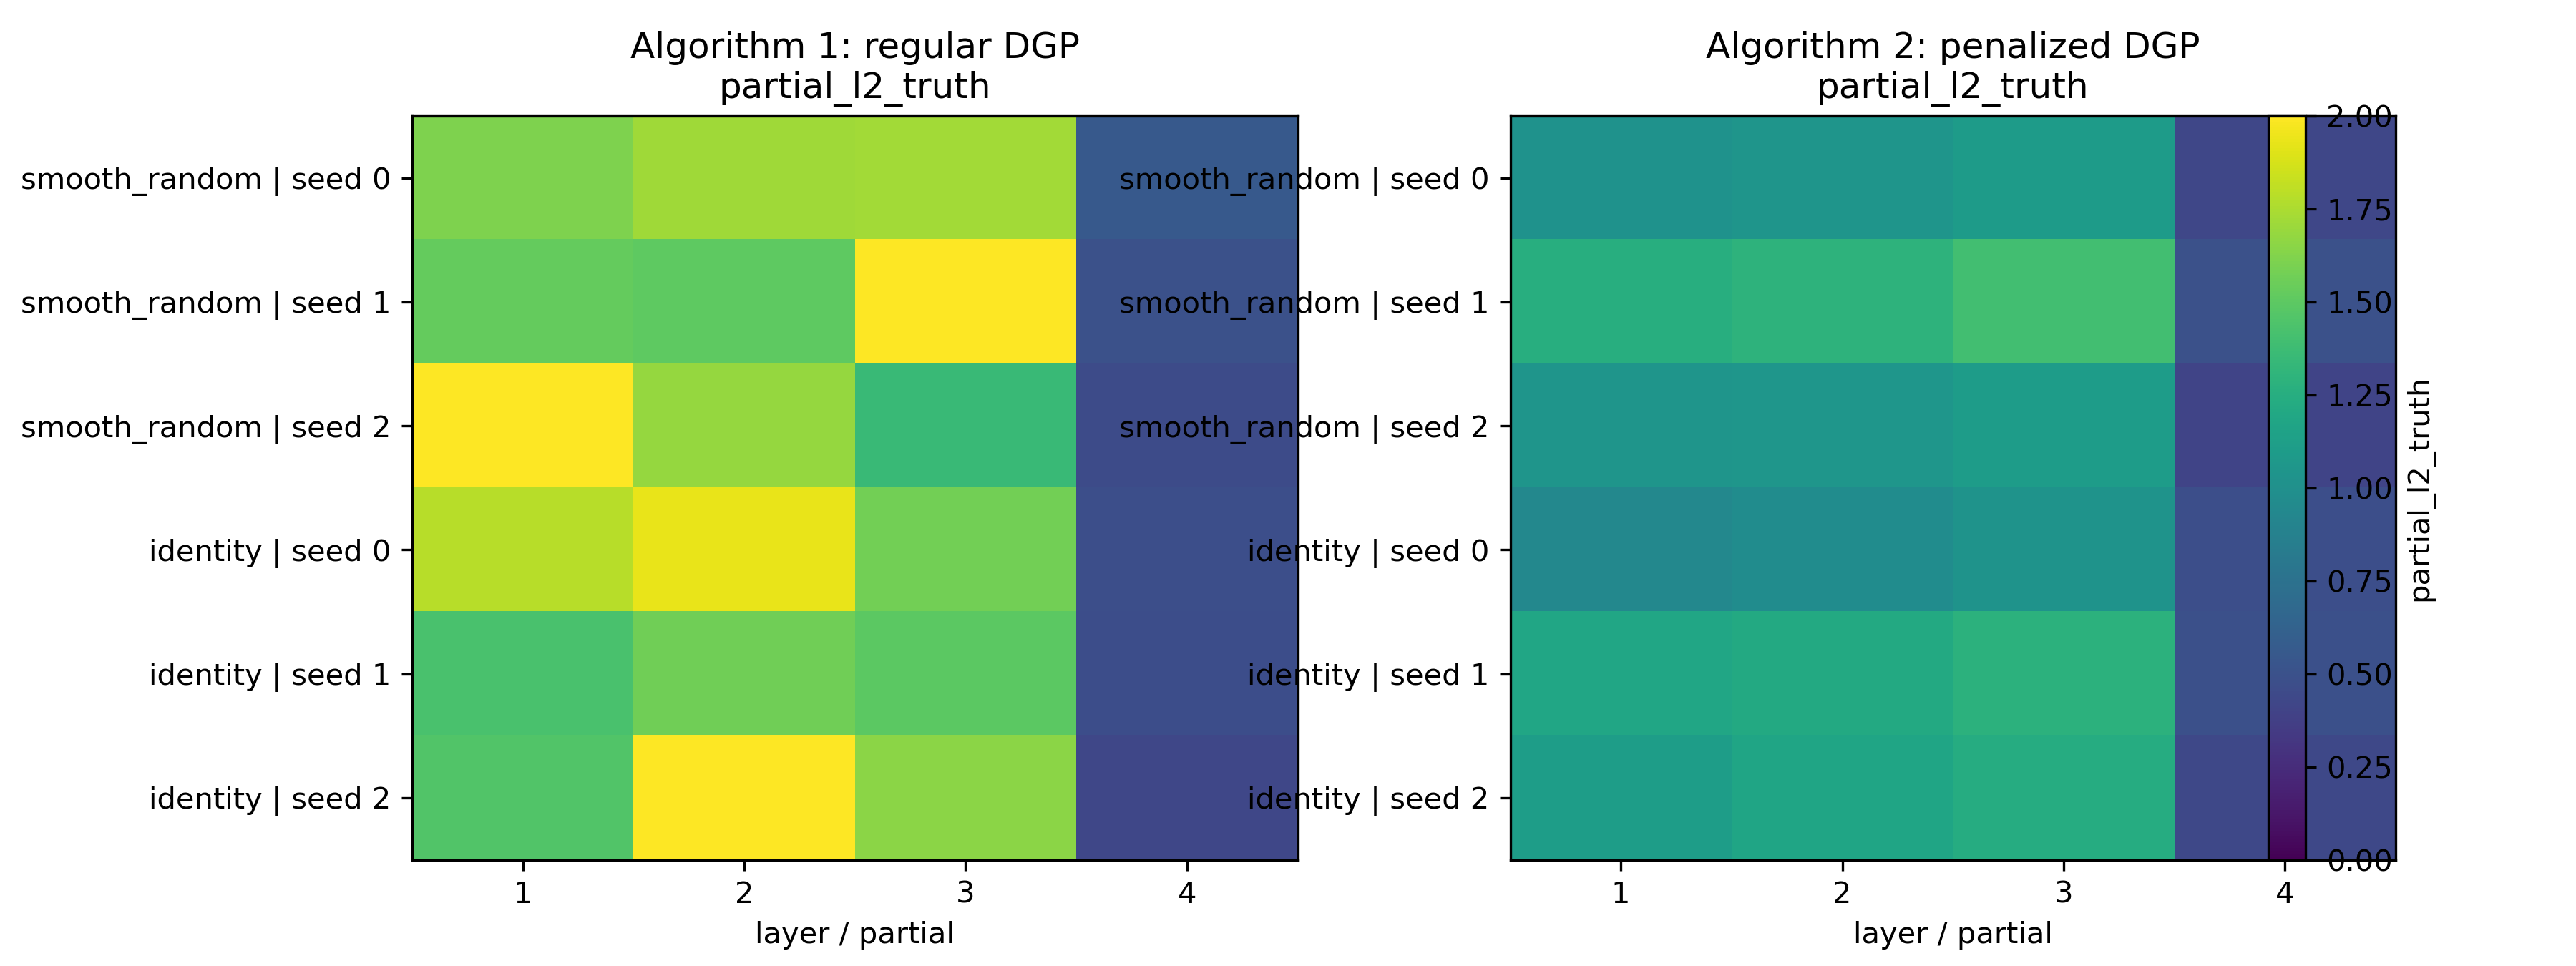 Algorithm 1: regular DGP
partial_l2_truth
smooth_random | seed 0
smooth_random | seed 1
smooth_random | seed 2
identity | seed 0
identity | seed 1
identity | seed 2
1 2 3 4
layer / partial
Algorithm 2: penalized DGP
partial_l2_truth
smooth_random | seed 0
smooth_random | seed 1
smooth_random | seed 2
identity | seed 0
identity | seed 1
identity | seed 2
1 2 3 4
layer / partial
2.00
1.75
1.50
1.25
1.00
0.75
0.50
0.25
0.00
partial_l2_truth